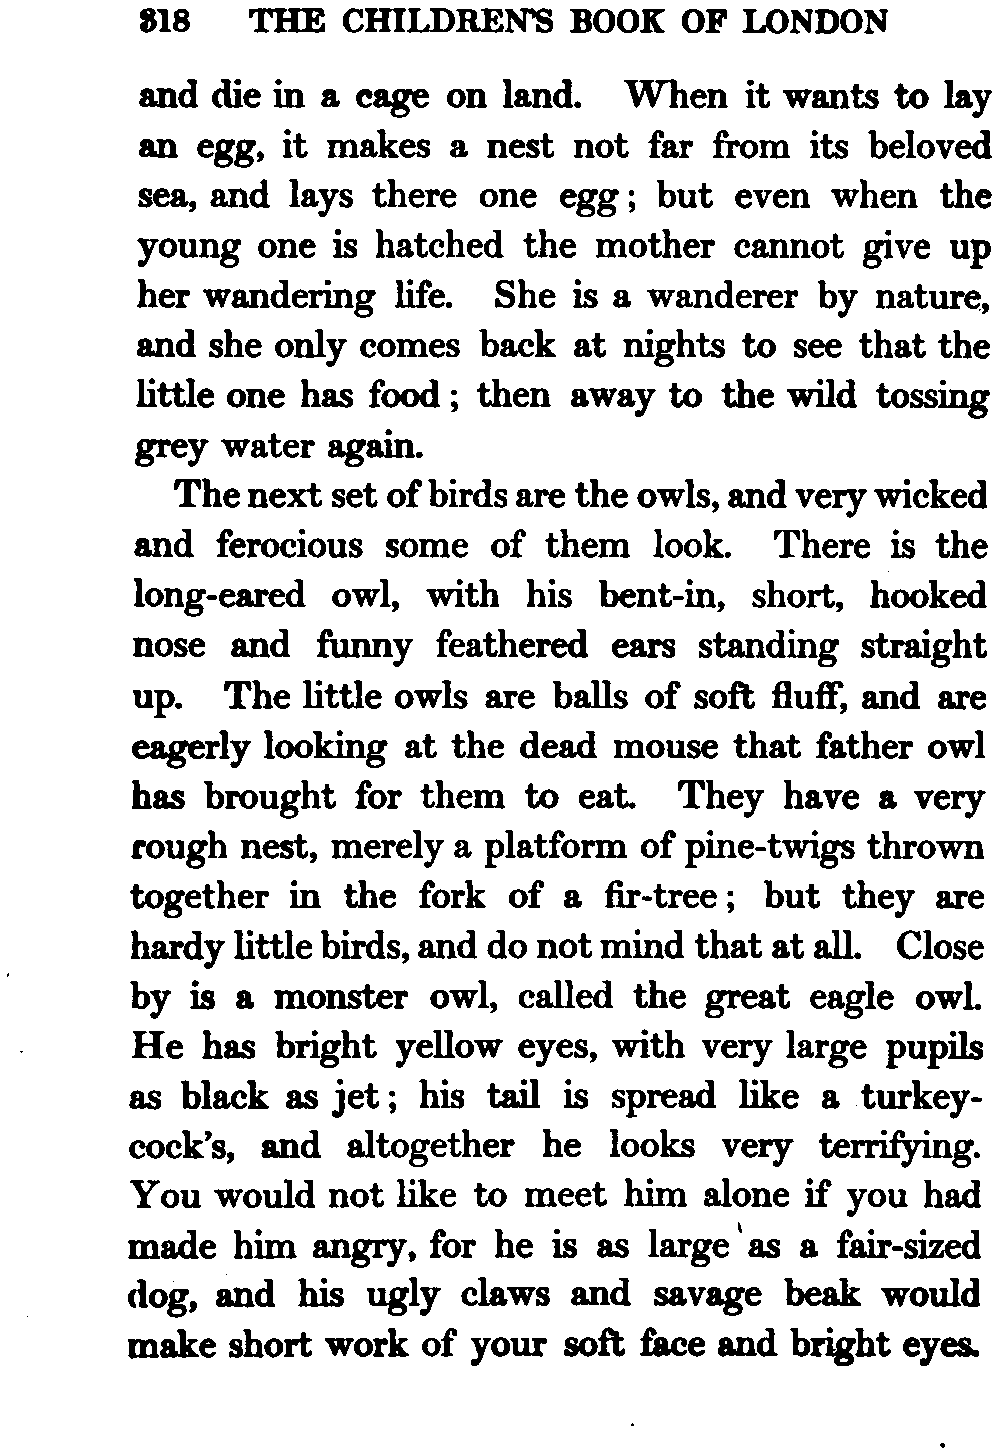 318 THE CHILDREN'S BOOK OF LONDON
and die in a cage on land. When it wants to lay
an egg, it makes a nest not far from its beloved
sea, and lays there one egg; but even when the
young one is hatched the mother cannot give up
her wandering life. She is a wanderer by nature,
and she only comes back at nights to see that the
little one has food; then away to the wild tossing
grey water again.
The next set of birds are the owls, and very wicked
and ferocious some of them look. There is the
long-eared owl, with his bent-in, short, hooked
nose and funny feathered ears standing straight
up. The little owls are balls of soft fluff, and are
eagerly looking at the dead mouse that father owl
has brought for them to eat. They have a very
rough nest, merely a platform of pine-twigs thrown
together in the fork of a fir-tree; but they are
hardy little birds, and do not mind that at all. Close
by is a monster owl, called the great eagle owl.
He has bright yellow eyes, with very large pupils
as black as jet; his tail is spread like a turkey-
cock's, and altogether he looks very terrifying.
You would not like to meet him alone if you had
made him angry, for he is as large as a fair-sized
dog, and his ugly claws and savage beak would
make short work of your soft face and bright eyes.